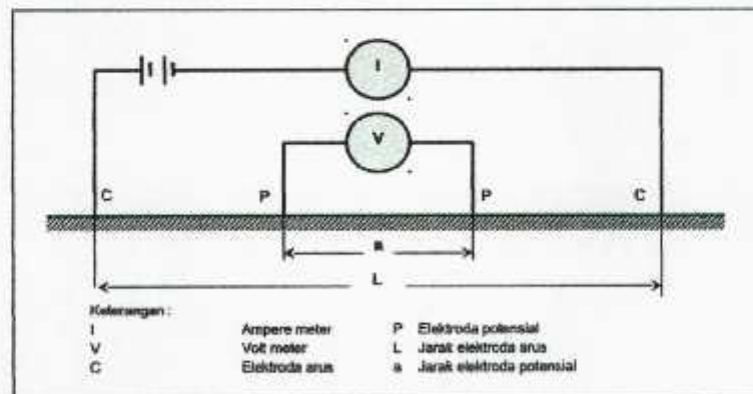 I
V
C P P C
a
L
Keterangan :
I Ampere meter P Elektroda potensial
V Volt meter L Jarak elektroda arus
C Elektroda arus a Jarak elektroda potensial